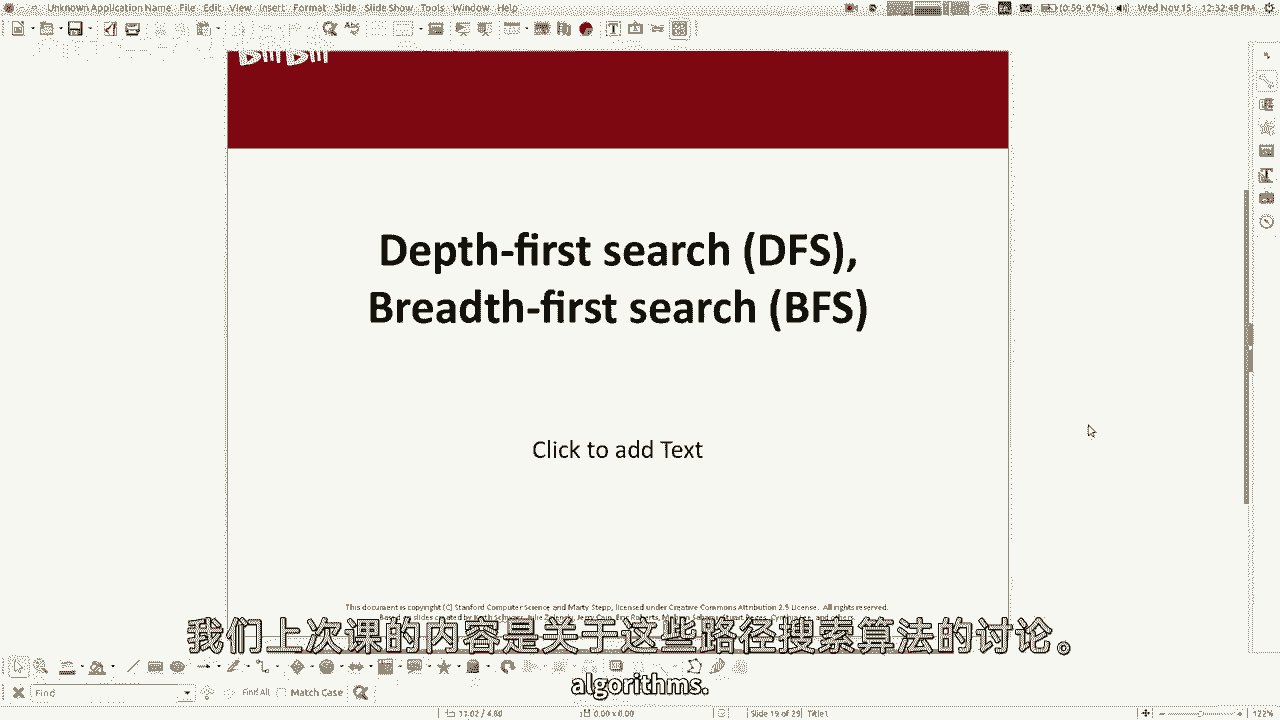 Unknown Application Name File Edit View Insert Format Slide Slide Show Tools Window Help
(0:59, 67%) Wed Nov 15 12:32:49 PM
Depth-first search (DFS),
Breadth-first search (BFS)
Click to add Text
This document is copyright (C) Stanford Computer Science and Marty Stepp, licensed under Creative Commons Attribution 2.5 License. All rights reserved.
我们上次课的内容是关于这些路径搜索算法的讨论。
algorithms.
Find
Find All
Match Case
0.00 x 0.00
Slide 19 of 29
Title1
122%